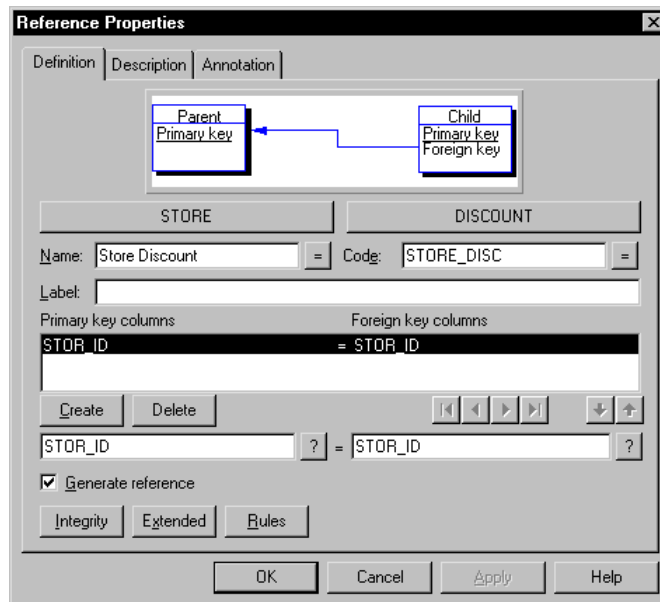 Reference Properties
Definition Description Annotation
Parent Child
Primary key Primary key
Foreign key
STORE DISCOUNT
Name: Store Discount = Code: STORE_DISC =
Label:
Primary key columns Foreign key columns
STOR_ID = STOR_ID
Create Delete
STOR_ID ? = STOR_ID ?
Generate reference
Integrity Extended Rules
OK Cancel Apply Help